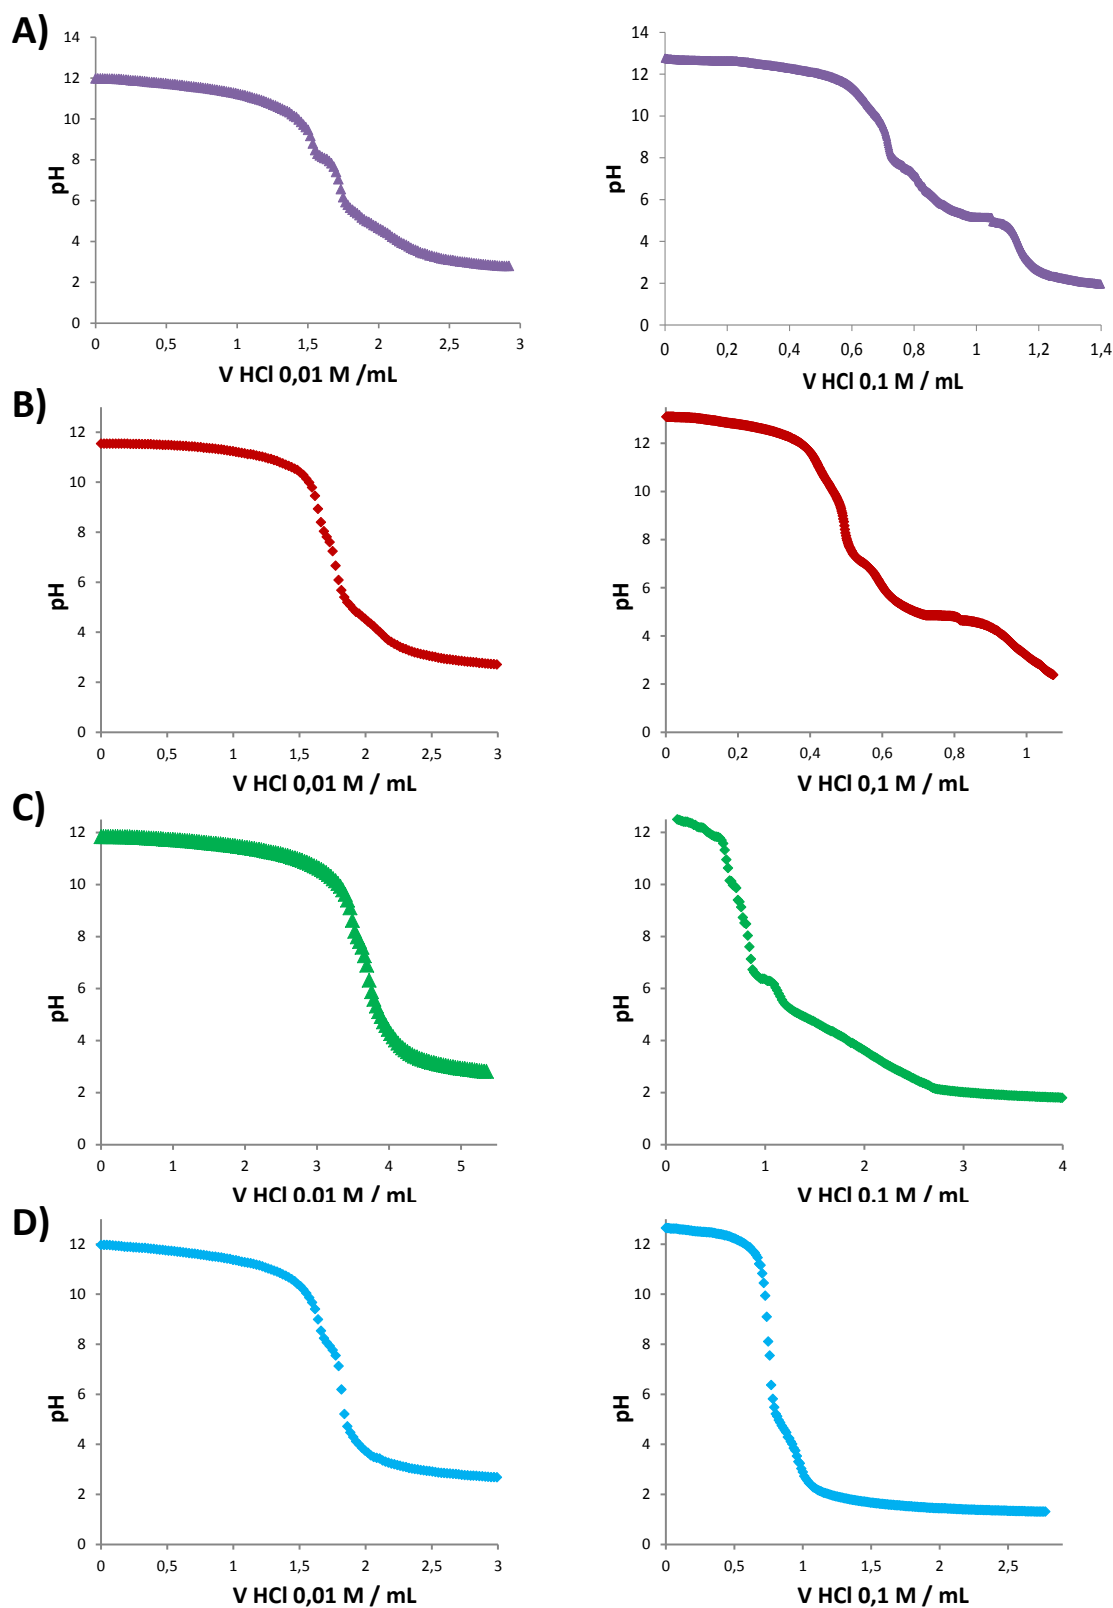 A)
pH
14
12
10
8
6
4
2
0
0 0,5 1 1,5 2 2,5 3
V HCl 0,01 M /mL
pH
14
12
10
8
6
4
2
0
0 0,2 0,4 0,6 0,8 1 1,2 1,4
V HCl 0,1 M / mL
B)
pH
12
10
8
6
4
2
0
0 0,5 1 1,5 2 2,5 3
V HCl 0,01 M / mL
pH
12
10
8
6
4
2
0
0 0,2 0,4 0,6 0,8 1
V HCl 0,1 M / mL
C)
pH
12
10
8
6
4
2
0
0 1 2 3 4 5
V HCl 0.01 M / mL
pH
12
10
8
6
4
2
0
0 1 2 3 4
V HCl 0.1 M / mL
D)
pH
12
10
8
6
4
2
0
0 0,5 1 1,5 2 2,5 3
V HCl 0,01 M / mL
pH
12
10
8
6
4
2
0
0 0,5 1 1,5 2 2,5
V HCl 0,1 M / mL